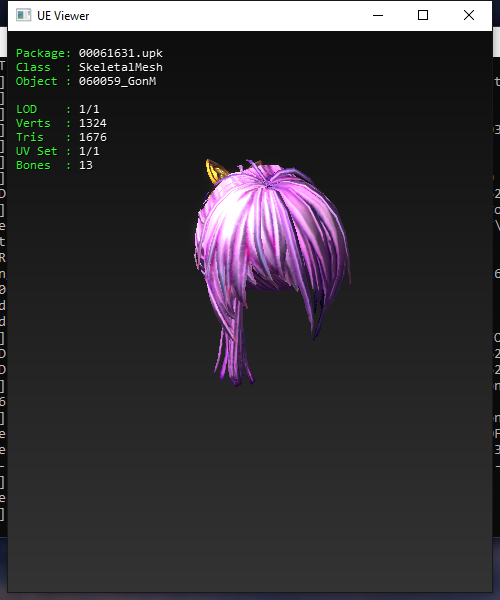 UE Viewer
Package: 00061631.upk
Class : SkeletalMesh
Object : 060059_GonM
LOD : 1/1
Verts : 1324
Tris : 1676
UV Set : 1/1
Bones : 13